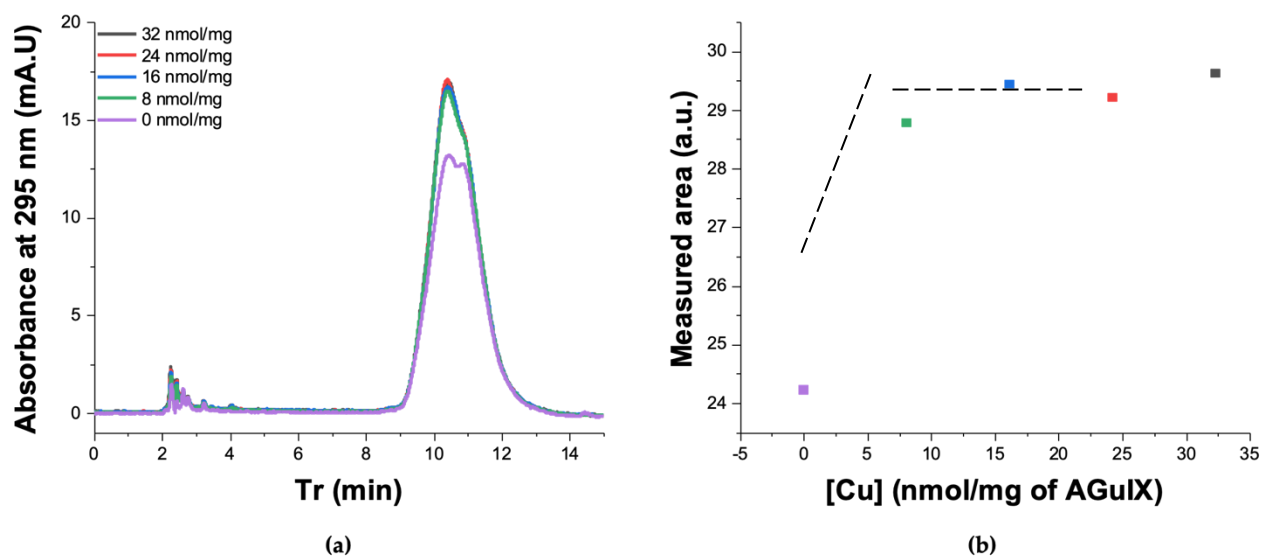 20
15
10
5
0
Absorbance at 295 nm (mA.U)
32 nmol/mg
24 nmol/mg
16 nmol/mg
8 nmol/mg
0 nmol/mg
0 2 4 6 8 10 12 14
Tr (min)
(a)
30
29
28
27
26
25
24
Measured area (a.u.)
-5 0 5 10 15 20 25 30 35
[Cu] (nmol/mg of AGuIX)
(b)